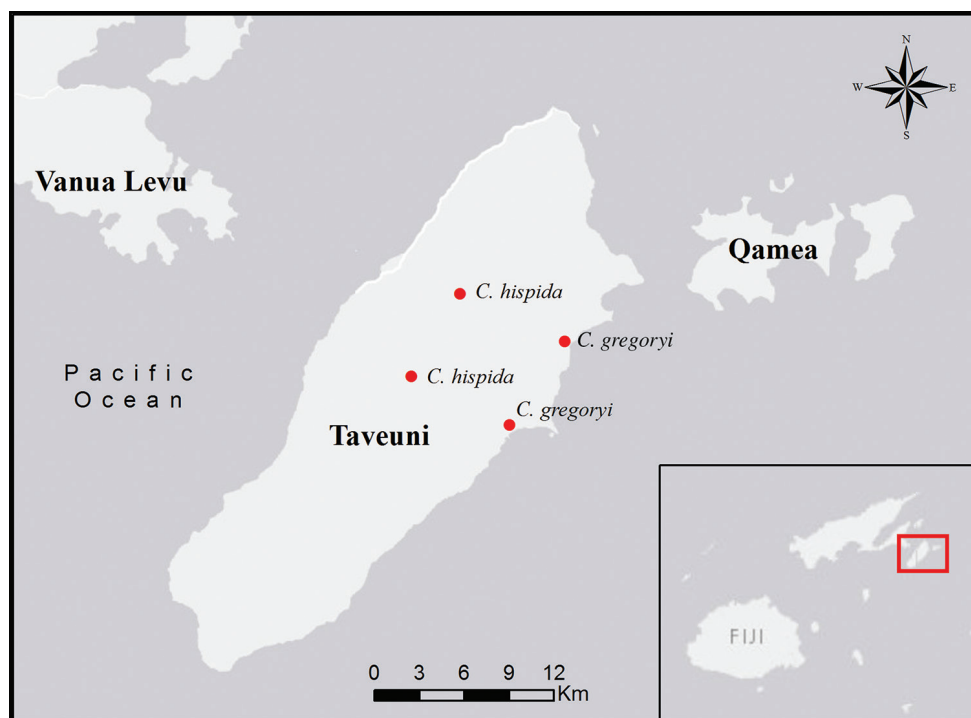 N
W
E
S
Vanua Levu
Qamea
C. hispida
C. gregoryi
Pacific
Ocean
C. hispida
C. gregoryi
Taveuni
FIJI
0 3 6 9 12
Km